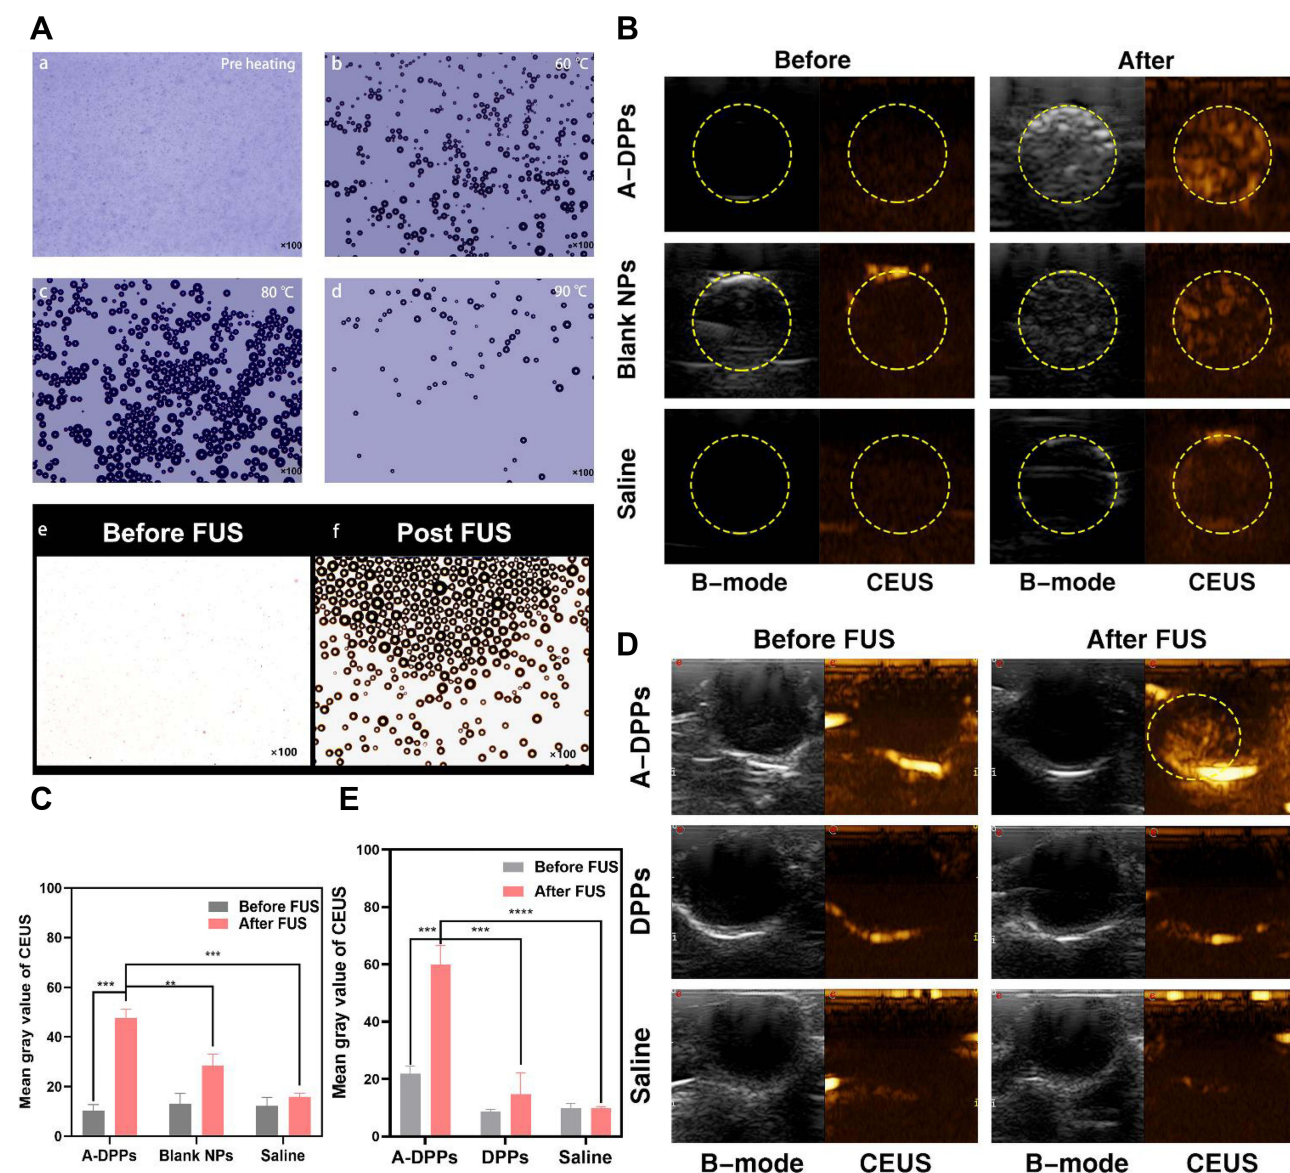 A
a
Pre heating
×100
b
60 ℃
×100
c
80 ℃
×100
d
90 ℃
×100
e
Before FUS
×100
f
Post FUS
×100
B
Before
After
A-DPPs
Blank NPs
Saline
B-mode
CEUS
B-mode
CEUS
C
Mean gray value of CEUS
100
80
60
40
20
0
Before FUS
After FUS
***
**
***
A-DPPs
Blank NPs
Saline
E
Mean gray value of CEUS
100
80
60
40
20
0
Before FUS
After FUS
***
***
****
A-DPPs
DPPs
Saline
D
Before FUS
After FUS
A-DPPs
DPPs
Saline
B-mode
CEUS
B-mode
CEUS